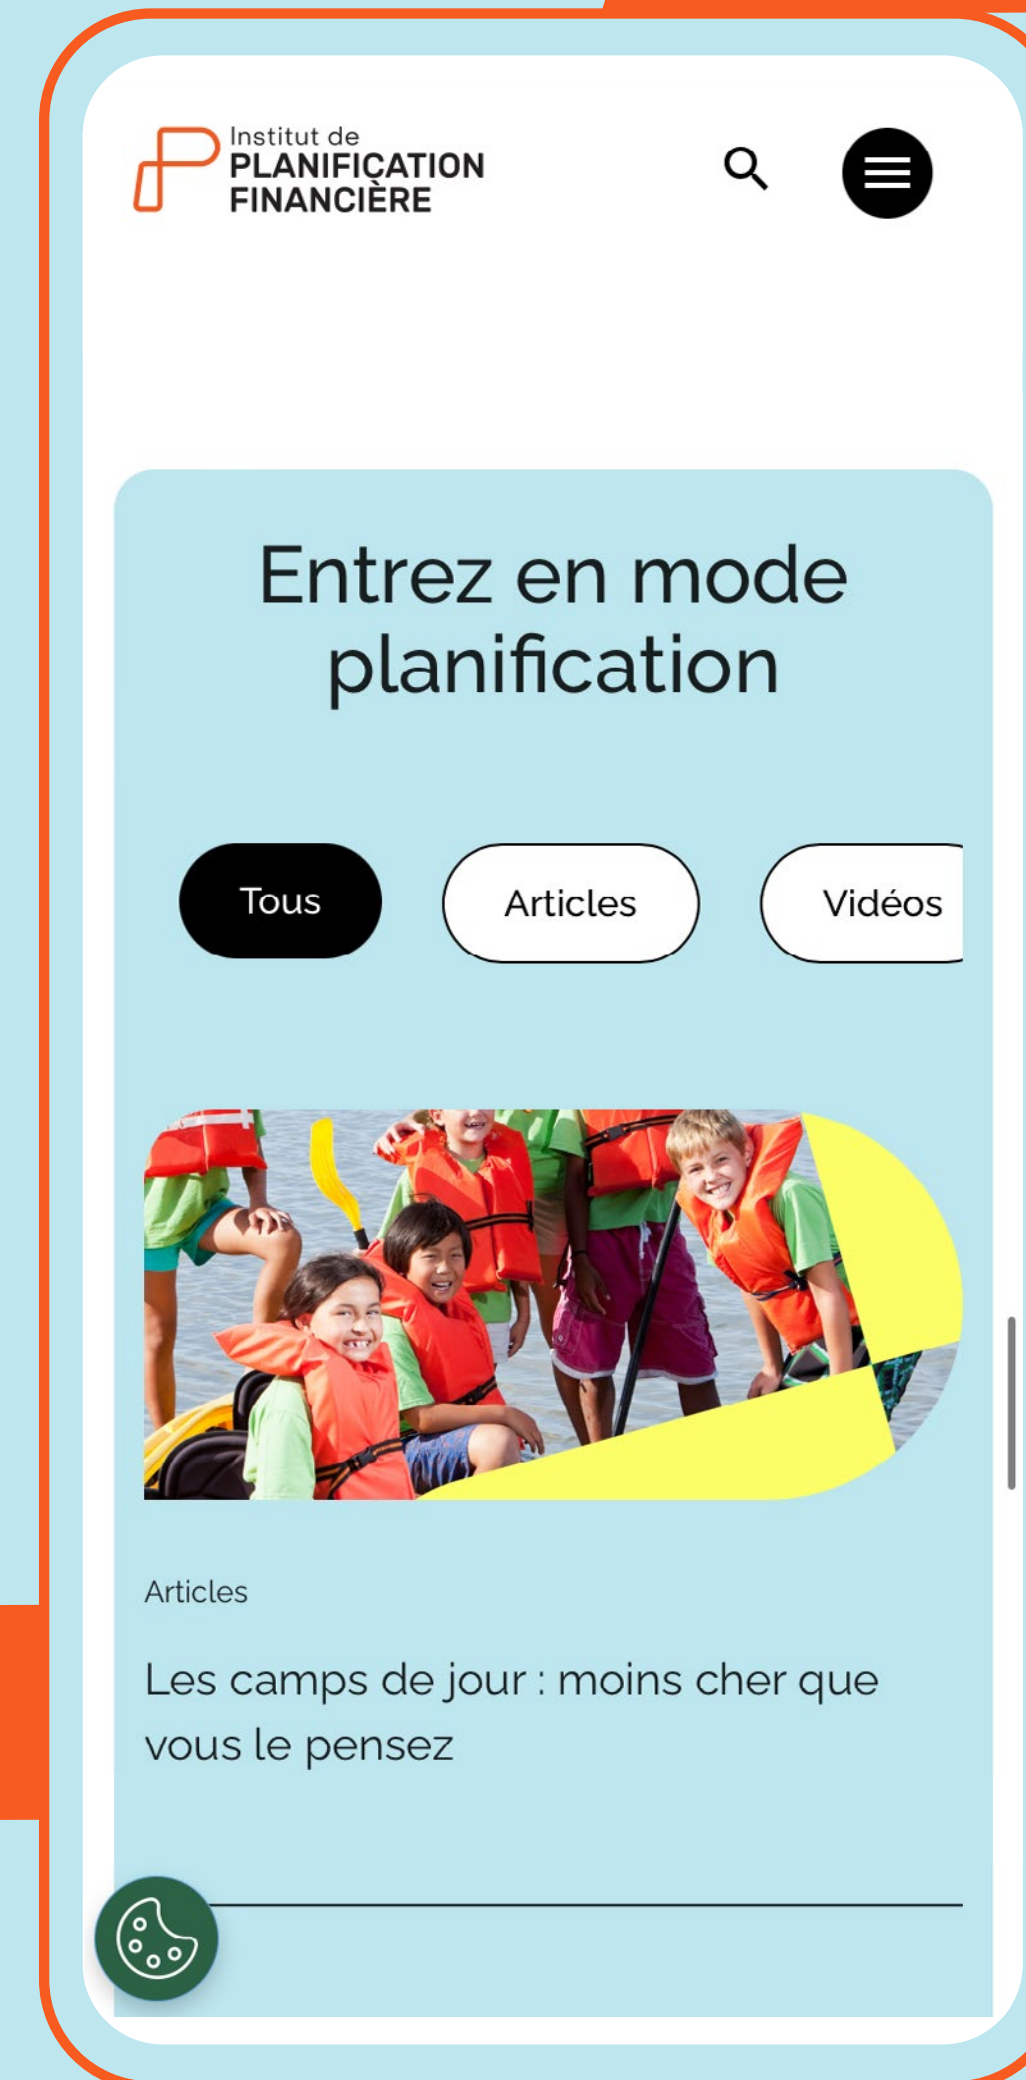 Institut de
PLANIFICATION
FINANCIÈRE
Entrez en mode
planification
Tous
Articles
Vidéos
Articles
Les camps de jour : moins cher que
vous le pensez